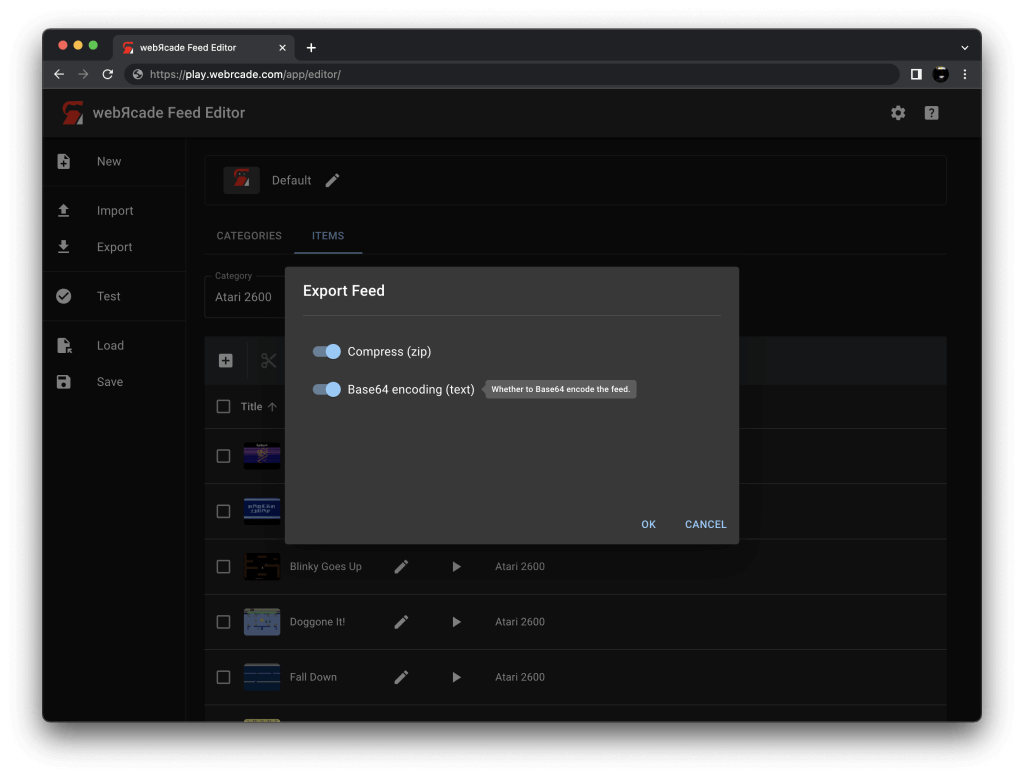 webЯcade Feed Editor
https://play.webrcade.com/app/editor/
webЯcade Feed Editor
New
Import
Export
Test
Load
Save
Default
CATEGORIES
ITEMS
Category
Atari 2600
Title
Export Feed
Compress (zip)
Base64 encoding (text)
Whether to Base64 encode the feed.
OK
CANCEL
Blinky Goes Up
Atari 2600
Doggone It!
Atari 2600
Fall Down
Atari 2600